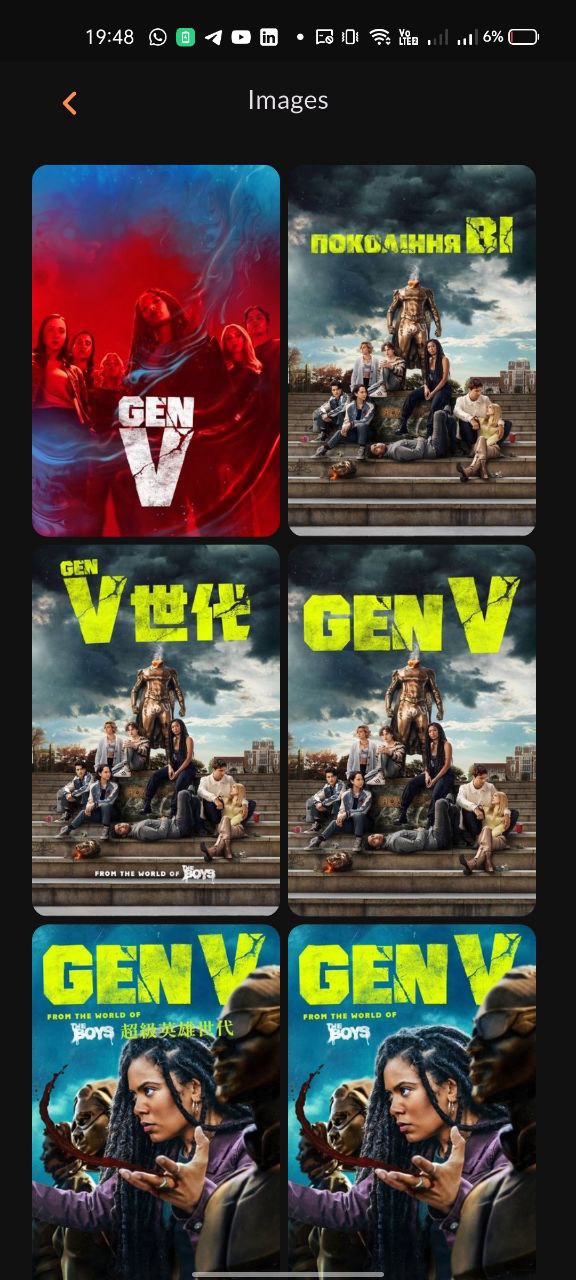 19:48
Vo
LTE2
6%
Images
GEN
V
ПОКОЛІННЯ ВІ
GEN
V世代
FROM THE WORLD OF THE BOYS
GEN V
GEN V
FROM THE WORLD OF
THE BOYS 超級英雄世代
GEN V
FROM THE WORLD OF
THE BOYS